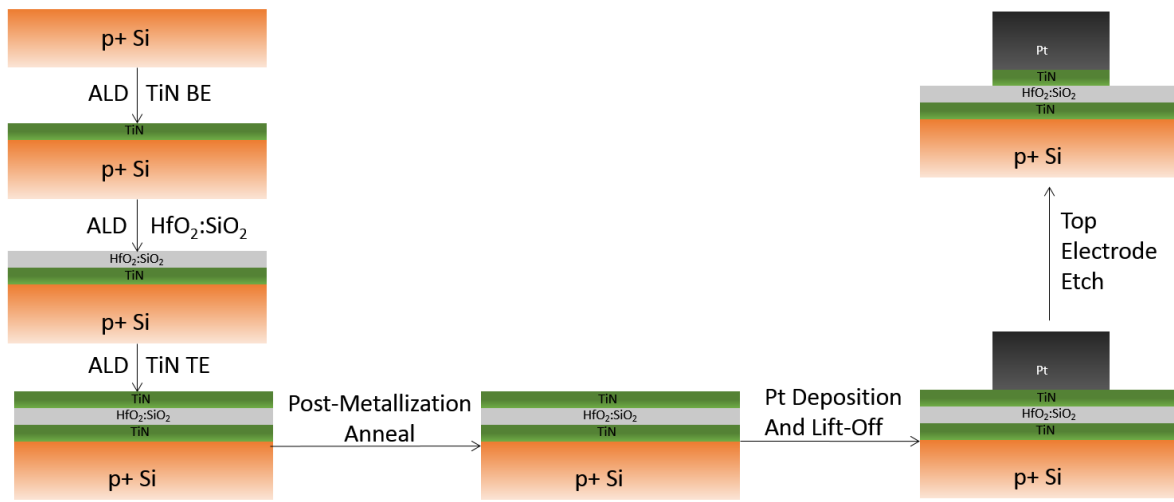 p+ Si
ALD TiN BE
TiN
p+ Si
ALD HfO₂:SiO₂
HfO₂:SiO₂
TiN
p+ Si
ALD TiN TE
TiN
HfO₂:SiO₂
TiN
p+ Si
Post-Metallization
Anneal
TiN
HfO₂:SiO₂
TiN
p+ Si
Pt Deposition
And Lift-Off
Pt
TiN
HfO₂:SiO₂
TiN
p+ Si
Top
Electrode
Etch
Pt
TiN
HfO₂:SiO₂
TiN
p+ Si